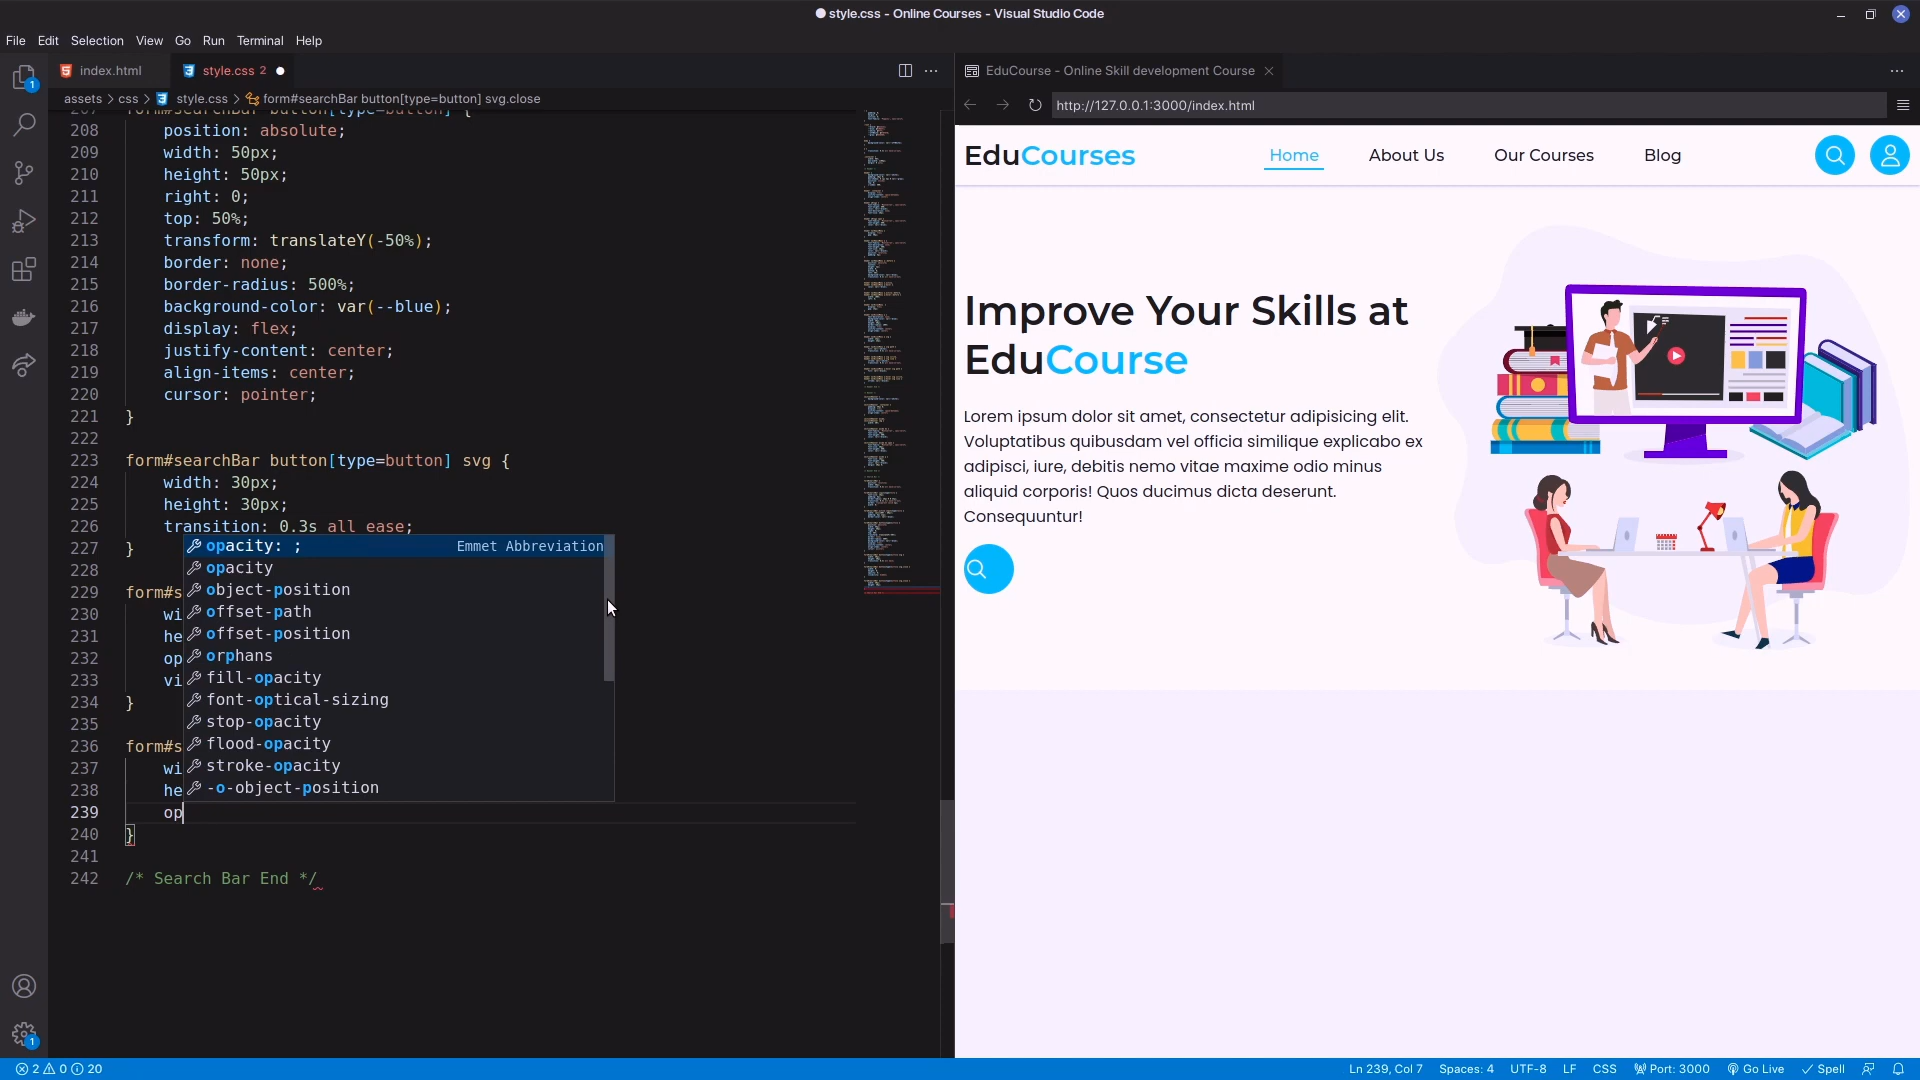 style.css - Online Courses - Visual Studio Code
File Edit Selection View Go Run Terminal Help
index.html
style.css 2
EduCourse - Online Skill development Course
assets > css > style.css > form#searchBar button[type=button] svg.close
http://127.0.0.1:3000/index.html
207 form#searchBar button[type=button] {
208 position: absolute;
209 width: 50px;
210 height: 50px;
211 right: 0;
212 top: 50%;
213 transform: translateY(-50%);
214 border: none;
215 border-radius: 500%;
216 background-color: var(--blue);
217 display: flex;
218 justify-content: center;
219 align-items: center;
220 cursor: pointer;
221 }
222
223 form#searchBar button[type=button] svg {
224 width: 30px;
225 height: 30px;
226 transition: 0.3s all ease;
227 }
228
229 form#s
230 wi
231 he
232 op
233 vi
234 }
235
236 form#s
237 wi
238 he
239 op
240 }
241
242 /* Search Bar End */
opacity: ; Emmet Abbreviation
opacity
object-position
offset-path
offset-position
orphans
fill-opacity
font-optical-sizing
stop-opacity
flood-opacity
stroke-opacity
-o-object-position
EduCourses
Home About Us Our Courses Blog
Improve Your Skills at
EduCourse
Lorem ipsum dolor sit amet, consectetur adipisicing elit.
Voluptatibus quibusdam vel officia similique explicabo ex
adipisci, iure, debitis nemo vitae maxime odio minus
aliquid corporis! Quos ducimus dicta deserunt.
Consequuntur!
1
1
2 0 20
Ln 239, Col 7 Spaces: 4 UTF-8 LF CSS Port: 3000 Go Live Spell